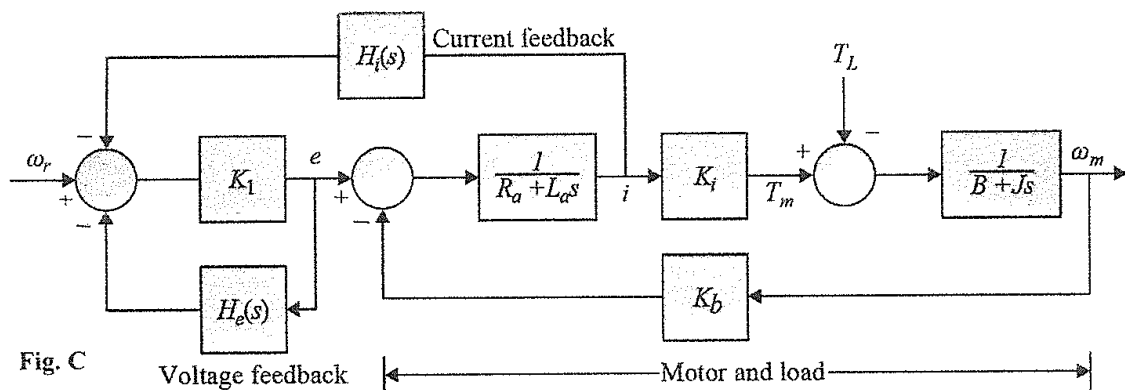 Current feedback
H_i(s)
T_L
−
−
ω_r
+
−
K_1
e
+
−
1
R_a + L_a s
i
K_i
+
T_m
1
B + Js
ω_m
H_e(s)
K_b
Fig. C
Voltage feedback
Motor and load